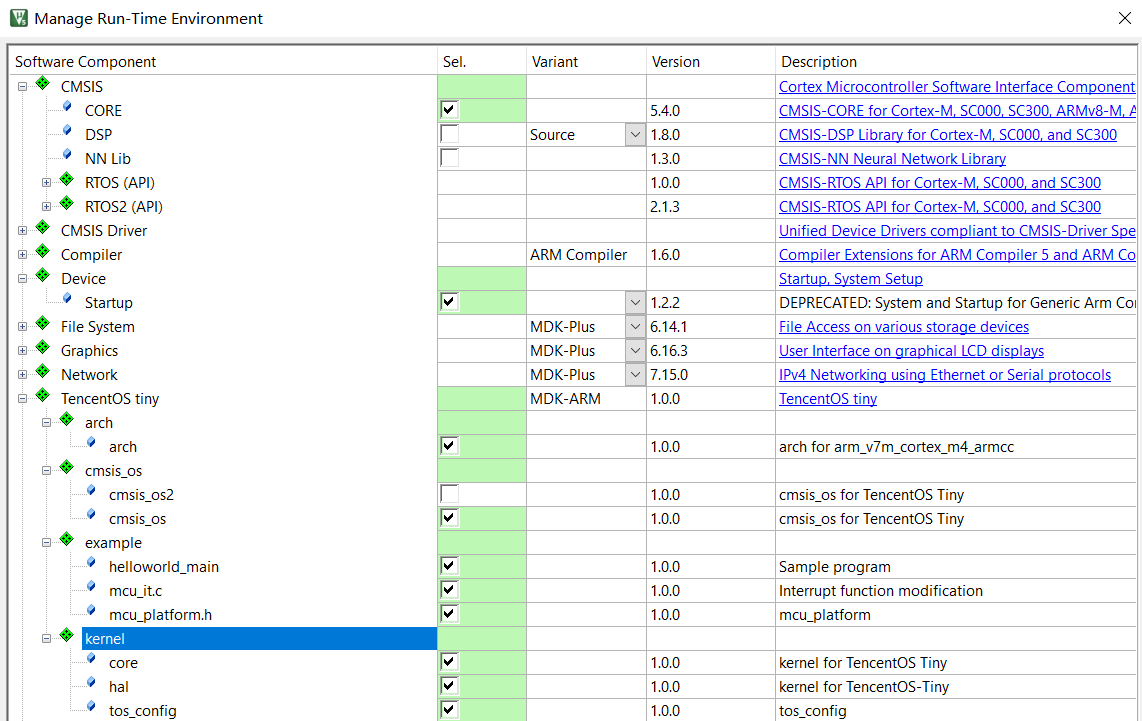 Manage Run-Time Environment
Software Component Sel. Variant Version Description
CMSIS Cortex Microcontroller Software Interface Component
CORE 5.4.0 CMSIS-CORE for Cortex-M, SC000, SC300, ARMv8-M, A
DSP Source 1.8.0 CMSIS-DSP Library for Cortex-M, SC000, and SC300
NN Lib 1.3.0 CMSIS-NN Neural Network Library
RTOS (API) 1.0.0 CMSIS-RTOS API for Cortex-M, SC000, and SC300
RTOS2 (API) 2.1.3 CMSIS-RTOS API for Cortex-M, SC000, and SC300
CMSIS Driver Unified Device Drivers compliant to CMSIS-Driver Spe
Compiler ARM Compiler 1.6.0 Compiler Extensions for ARM Compiler 5 and ARM Co
Device Startup, System Setup
Startup 1.2.2 DEPRECATED: System and Startup for Generic Arm Cor
File System MDK-Plus 6.14.1 File Access on various storage devices
Graphics MDK-Plus 6.16.3 User Interface on graphical LCD displays
Network MDK-Plus 7.15.0 IPv4 Networking using Ethernet or Serial protocols
TencentOS tiny MDK-ARM 1.0.0 TencentOS tiny
arch
arch 1.0.0 arch for arm_v7m_cortex_m4_armcc
cmsis_os
cmsis_os2 1.0.0 cmsis_os for TencentOS Tiny
cmsis_os 1.0.0 cmsis_os for TencentOS Tiny
example
helloworld_main 1.0.0 Sample program
mcu_it.c 1.0.0 Interrupt function modification
mcu_platform.h 1.0.0 mcu_platform
kernel
core 1.0.0 kernel for TencentOS Tiny
hal 1.0.0 kernel for TencentOS-Tiny
tos_config 1.0.0 tos_config